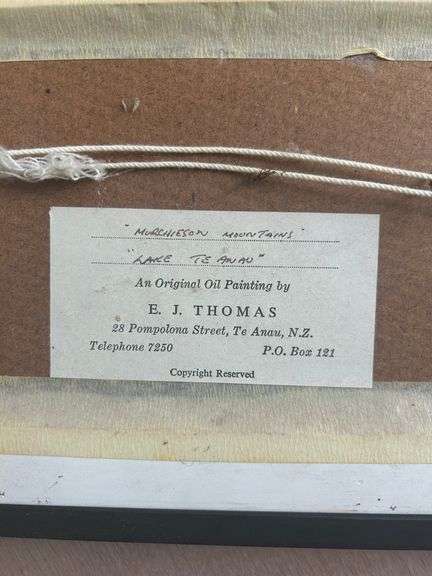 "MURCHIESON MOUNTAINS"
"LAKE TE ANAU"
An Original Oil Painting by
E. J. THOMAS
28 Pompolona Street, Te Anau, N.Z.
Telephone 7250 P.O. Box 121
Copyright Reserved